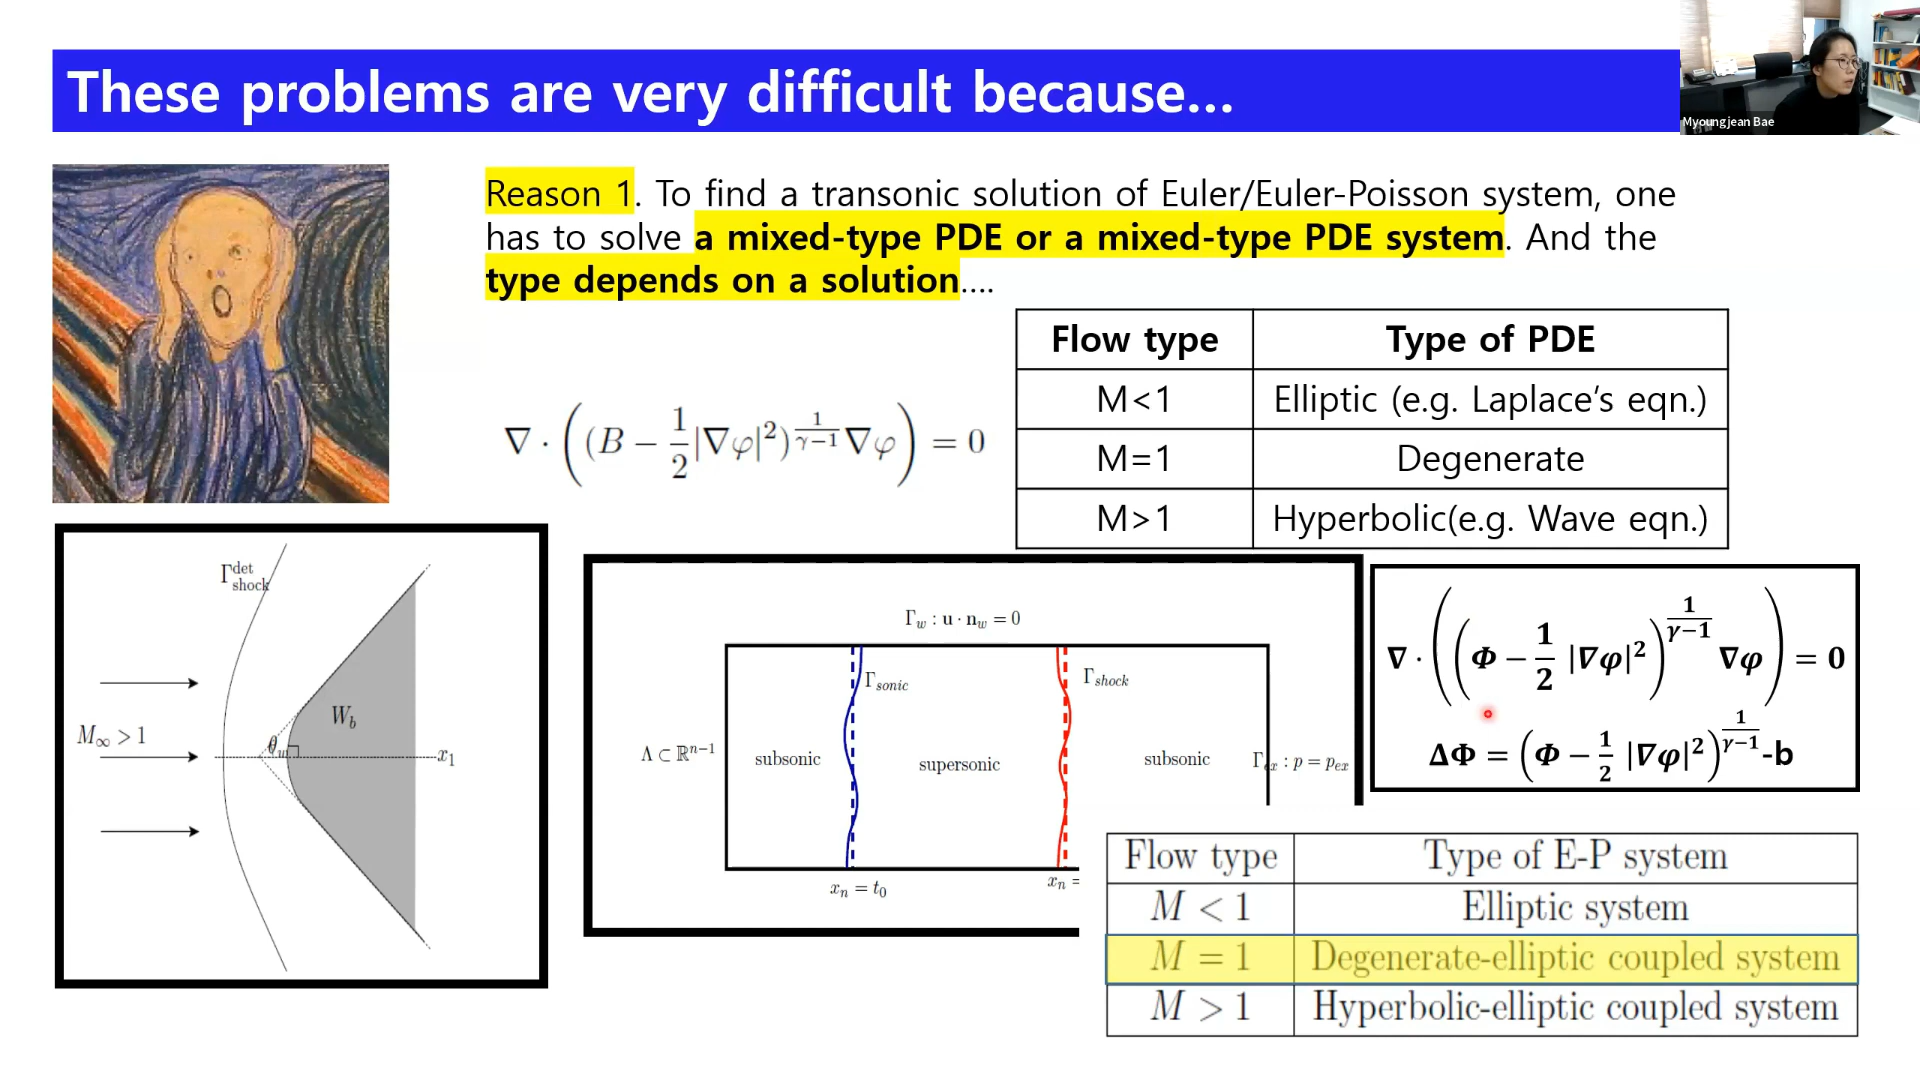 These problems are very difficult because...
Myoungjean Bae
Reason 1. To find a transonic solution of Euler/Euler-Poisson system, one
has to solve a mixed-type PDE or a mixed-type PDE system. And the
type depends on a solution....
Flow type Type of PDE
M<1 Elliptic (e.g. Laplace's eqn.)
M=1 Degenerate
M>1 Hyperbolic(e.g. Wave eqn.)
∇ · ( (B − 1/2 |∇φ|²)^{1/(γ−1)} ∇φ ) = 0
Γ^det_shock
M∞ > 1
θ_w
W_b
x₁
Γ_w : u · n_w = 0
Γ_sonic
Γ_shock
Λ ⊂ ℝ^{n−1}
subsonic
supersonic
subsonic
Γ_ex : p = p_ex
x_n = t₀
x_n =
∇ · ( (Φ − 1/2 |∇φ|²)^{1/(γ−1)} ∇φ ) = 0
ΔΦ = (Φ − 1/2 |∇φ|²)^{1/(γ−1)} -b
Flow type Type of E-P system
M < 1 Elliptic system
M = 1 Degenerate-elliptic coupled system
M > 1 Hyperbolic-elliptic coupled system